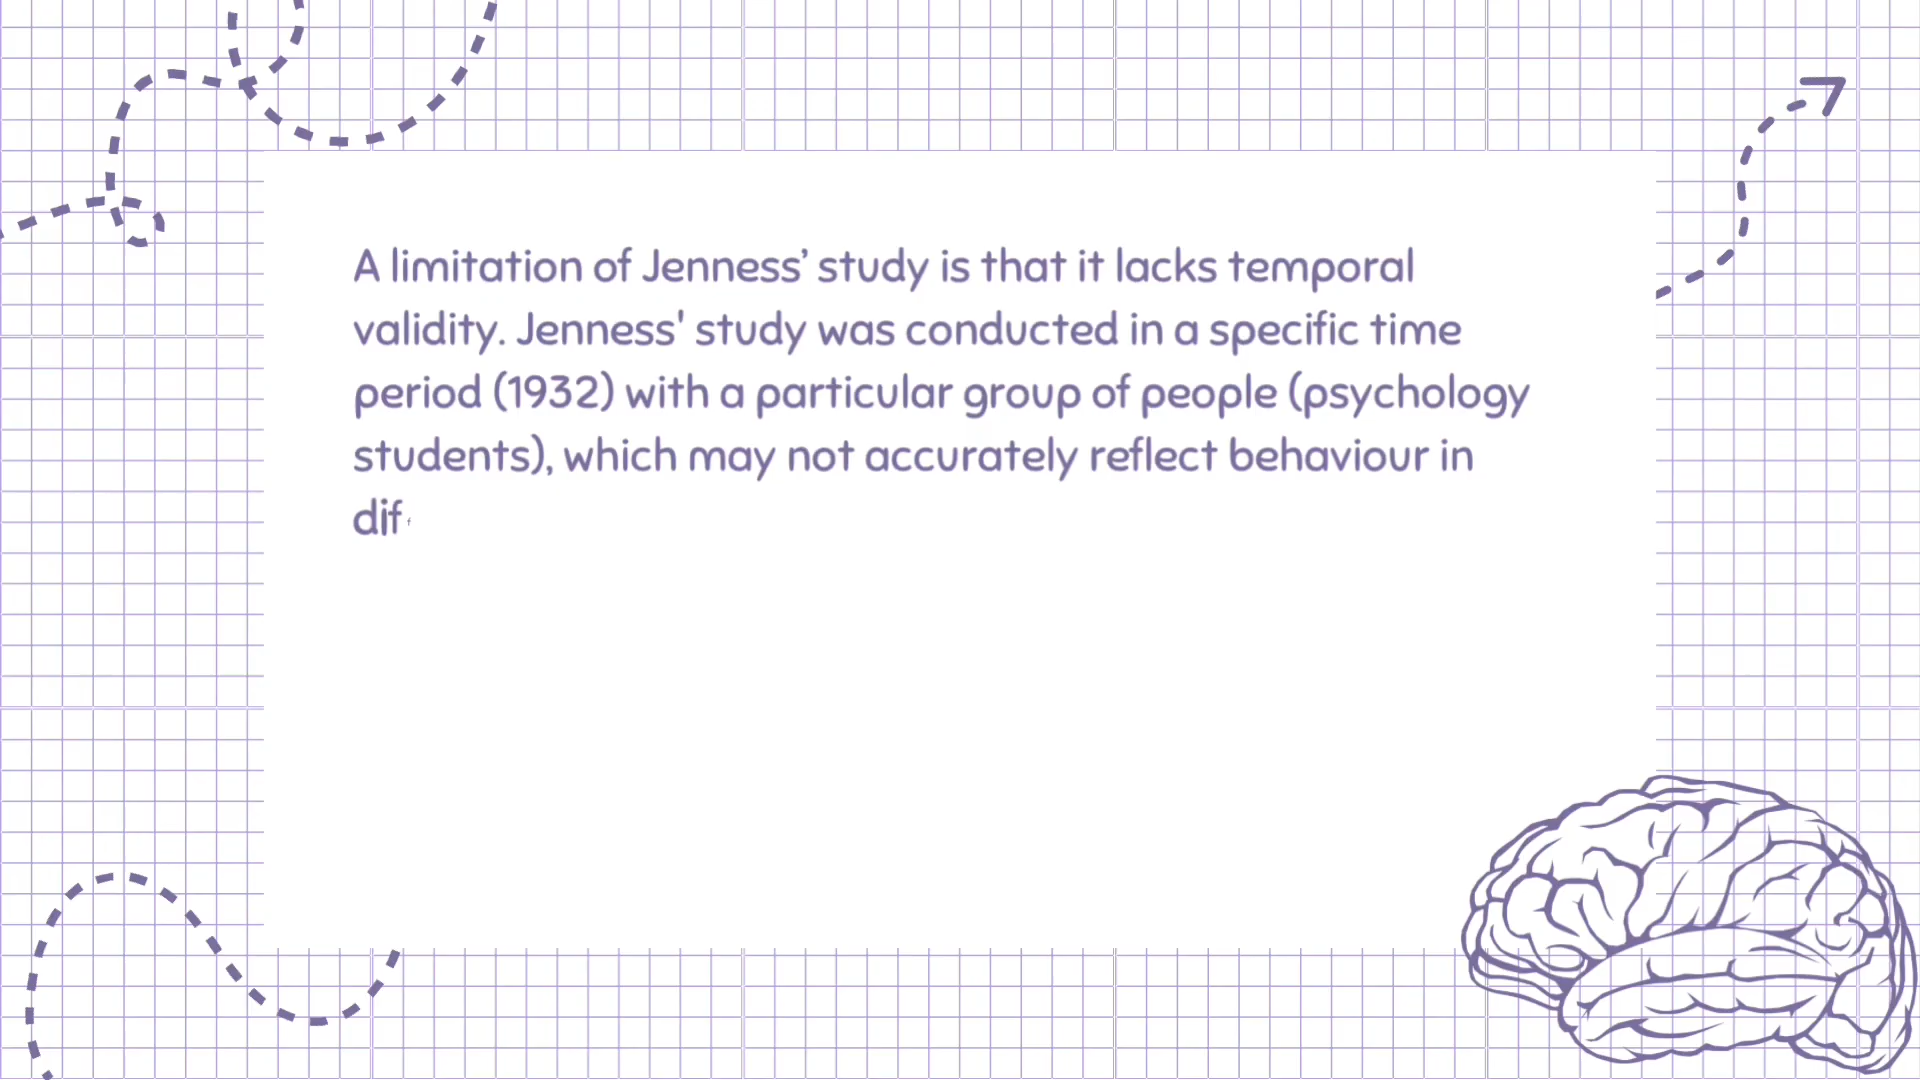 A limitation of Jenness’ study is that it lacks temporal
validity. Jenness' study was conducted in a specific time
period (1932) with a particular group of people (psychology
students), which may not accurately reflect behaviour in
dif f